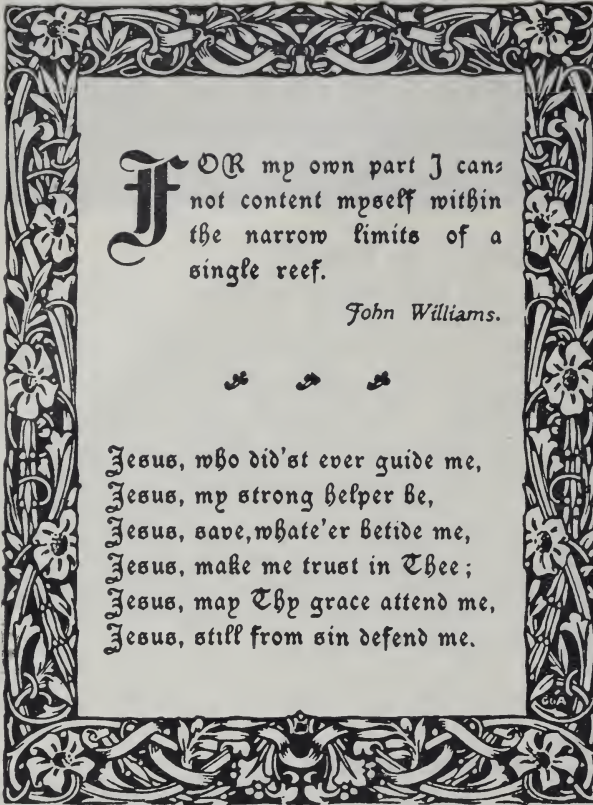 FOR my own part I can-
not content myself within
the narrow limits of a
single reef.
John Williams.
Jesus, who did'st ever guide me,
Jesus, my strong helper be,
Jesus, save, whate'er betide me,
Jesus, make me trust in Thee;
Jesus, may Thy grace attend me,
Jesus, still from sin defend me.